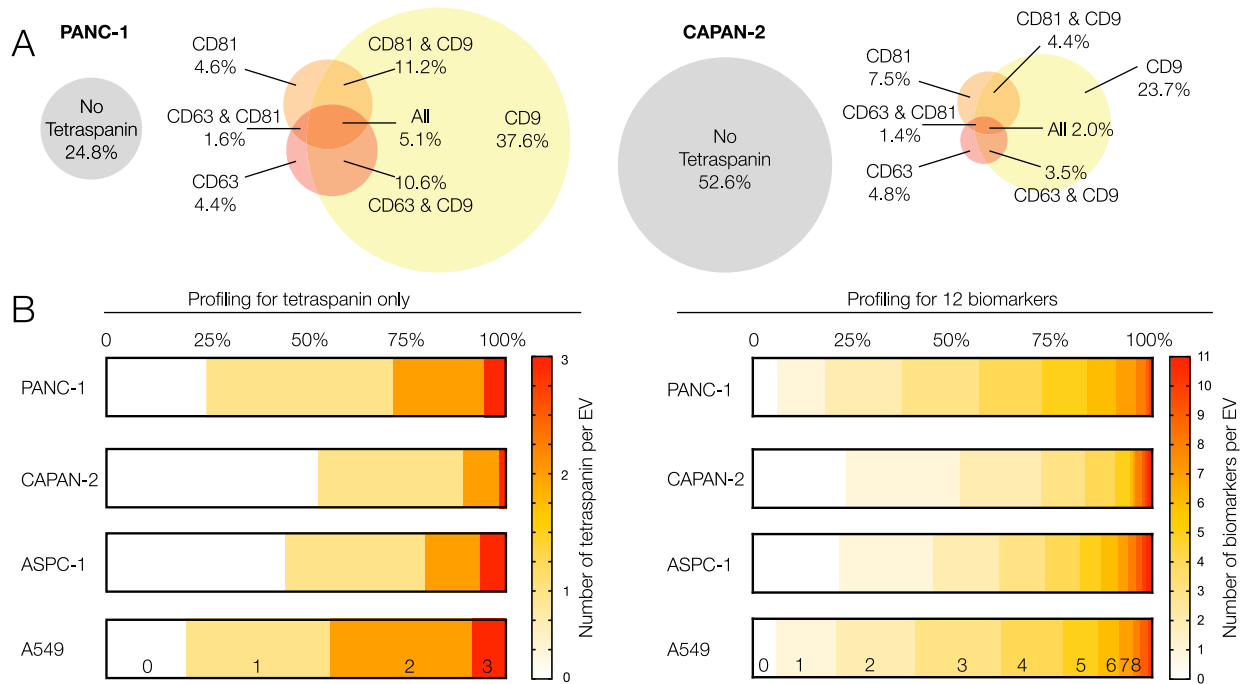 A
PANC-1
No
Tetraspanin
24.8%
CD81
4.6%
CD81 & CD9
11.2%
CD63 & CD81
1.6%
All
5.1%
CD9
37.6%
CD63
4.4%
10.6%
CD63 & CD9
CAPAN-2
No
Tetraspanin
52.6%
CD81
7.5%
CD81 & CD9
4.4%
CD9
23.7%
CD63 & CD81
1.4%
All 2.0%
CD63
4.8%
3.5%
CD63 & CD9
B
Profiling for tetraspanin only
0 25% 50% 75% 100%
PANC-1
CAPAN-2
ASPC-1
A549
0 1 2 3
3
2
1
0
Number of tetraspanin per EV
Profiling for 12 biomarkers
0 25% 50% 75% 100%
PANC-1
CAPAN-2
ASPC-1
A549
0 1 2 3 4 5 6 7 8
11
10
9
8
7
6
5
4
3
2
1
0
Number of biomarkers per EV